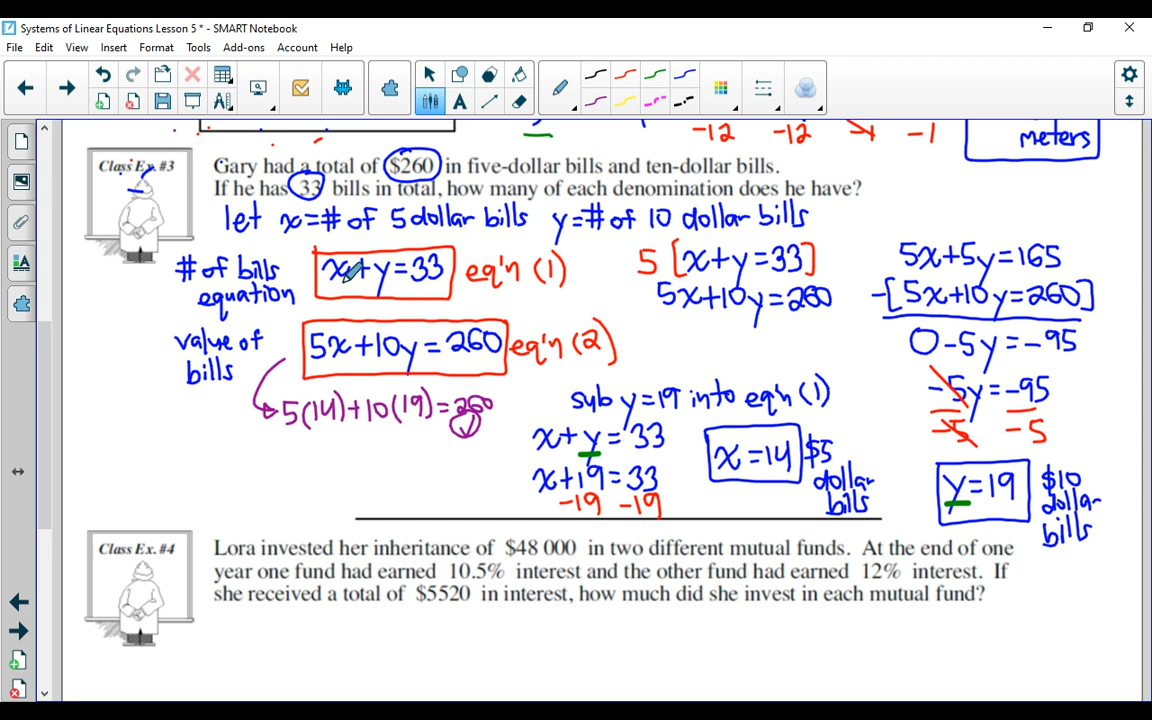 Systems of Linear Equations Lesson 5 * - SMART Notebook
File Edit View Insert Format Tools Add-ons Account Help
-12 -12 -1
meters
Class Ex. #3
Gary had a total of $260 in five-dollar bills and ten-dollar bills.
If he has 33 bills in total, how many of each denomination does he have?
let x=# of 5 dollar bills y=# of 10 dollar bills
# of bills equation
x+y=33 eq'n (1)
value of bills
5x+10y=260 eq'n (2)
5(14)+10(19)=260
5[x+y=33]
5x+10y=260
5x+5y=165
-[5x+10y=260]
0-5y=-95
-5y=-95
-5 -5
y=19 $10 dollar bills
sub y=19 into eq'n (1)
x+y=33
x+19=33
-19 -19
x=14 $5 dollar bills
Class Ex. #4
Lora invested her inheritance of $48 000 in two different mutual funds. At the end of one
year one fund had earned 10.5% interest and the other fund had earned 12% interest. If
she received a total of $5520 in interest, how much did she invest in each mutual fund?